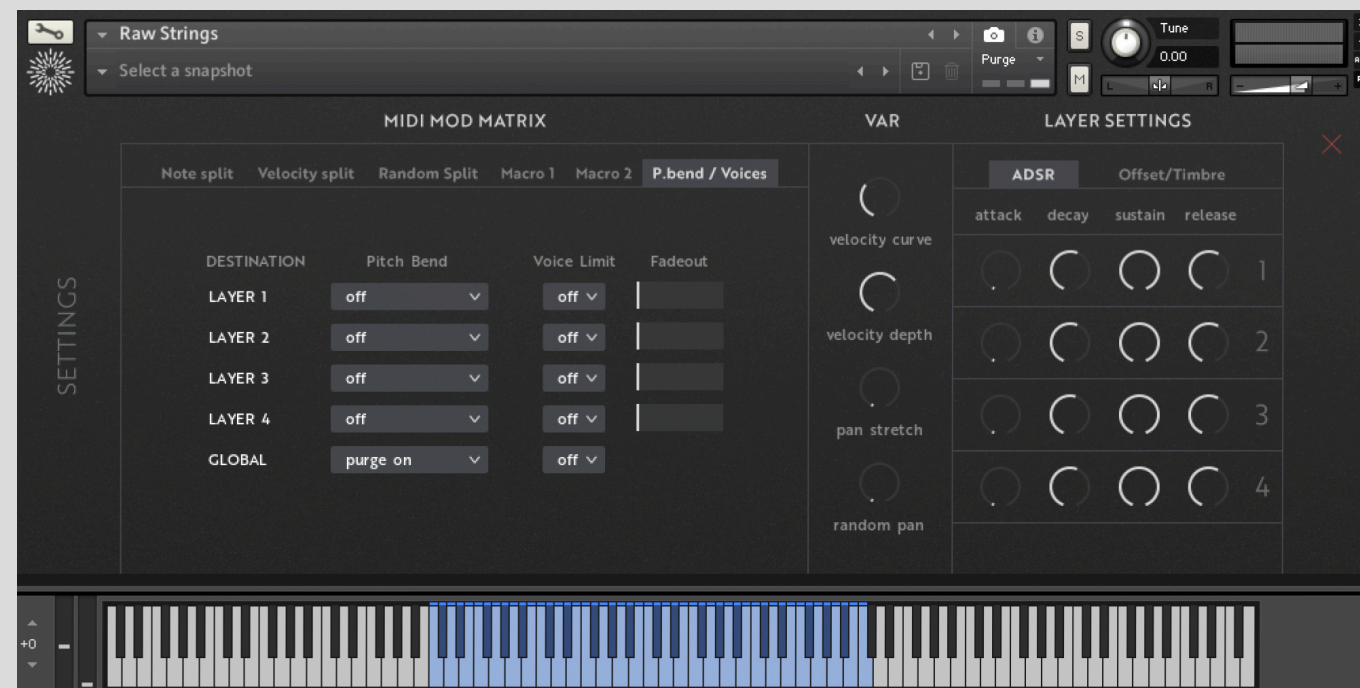 Raw Strings
Select a snapshot
Purge
S
M
Tune
0.00
L R
- +
MIDI MOD MATRIX VAR LAYER SETTINGS
Note split Velocity split Random Split Macro 1 Macro 2 P.bend / Voices
ADSR Offset/Timbre
attack decay sustain release
SETTINGS
DESTINATION Pitch Bend Voice Limit Fadeout
LAYER 1 off off
LAYER 2 off off
LAYER 3 off off
LAYER 4 off off
GLOBAL purge on off
velocity curve
velocity depth
pan stretch
random pan
1
2
3
4
+0